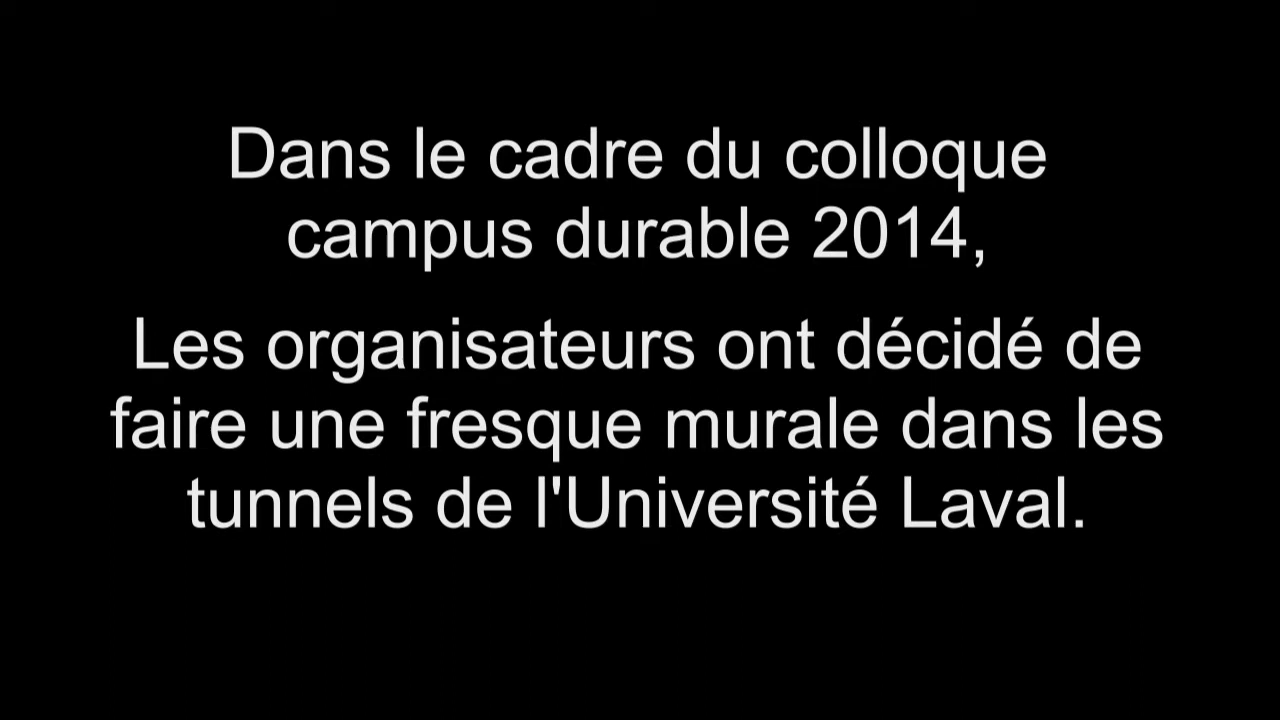 Dans le cadre du colloque
campus durable 2014,
Les organisateurs ont décidé de
faire une fresque murale dans les
tunnels de l'Université Laval.